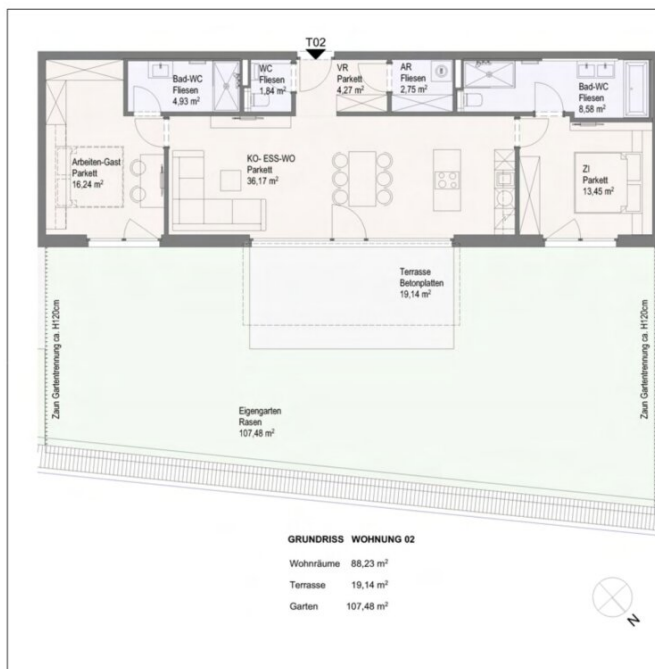 T02
Bad-WC
Fliesen
4,93 m²
WC
Fliesen
1,84 m²
VR
Parkett
4,27 m²
AR
Fliesen
2,75 m²
Bad-WC
Fliesen
8,58 m²
Arbeiten-Gast
Parkett
16,24 m²
KO- ESS-WO
Parkett
36,17 m²
ZI
Parkett
13,45 m²
Terrasse
Betonplatten
19,14 m²
Zaun Gartentrennung ca. H120cm
Zaun Gartentrennung ca. H120cm
Eigengarten
Rasen
107,48 m²
GRUNDRISS WOHNUNG 02
Wohnräume 88,23 m²
Terrasse 19,14 m²
Garten 107,48 m²
N